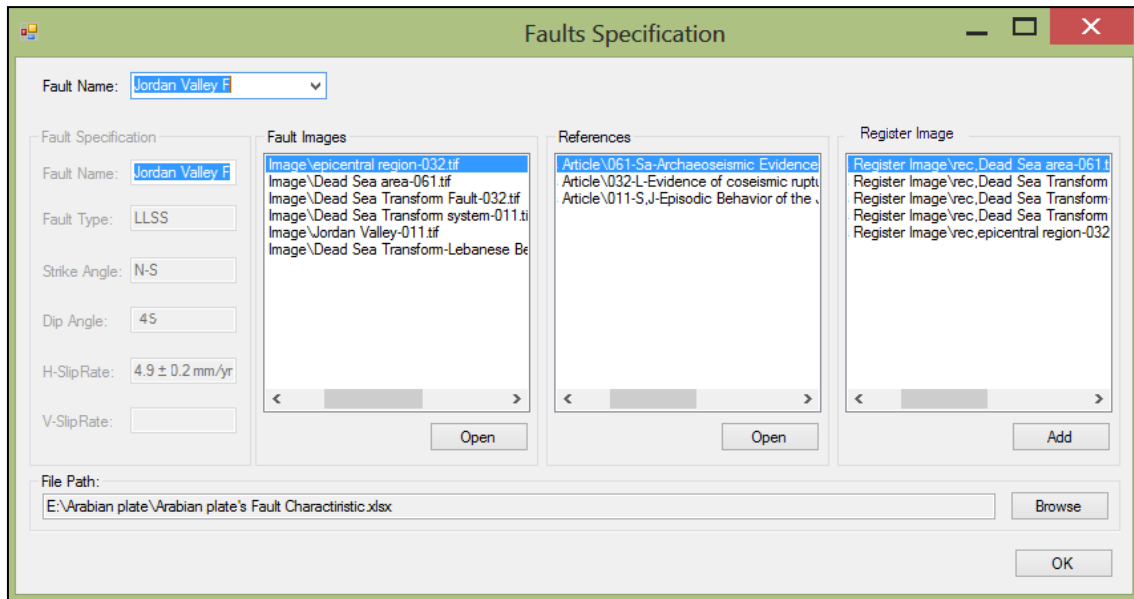 Faults Specification
Fault Name: Jordan Valley F
Fault Specification
Fault Name: Jordan Valley F
Fault Type: LLSS
Strike Angle: N-S
Dip Angle: 45
H-SlipRate: 4.9 ± 0.2 mm/yr
V-SlipRate:
Fault Images
Image\epicentral region-032.tif
Image\Dead Sea area-061.tif
Image\Dead Sea Transform Fault-032.tif
Image\Dead Sea Transform system-011.ti
Image\Jordan Valley-011.tif
Image\Dead Sea Transform-Lebanese Be
Open
References
Article\061-Sa-Archaeoseismic Evidence
Article\032-L-Evidence of coseismic ruptu
Article\011-S,J-Episodic Behavior of the
Open
Register Image
Register Image\rec,Dead Sea area-061.t
Register Image\rec,Dead Sea Transform
Register Image\rec,Dead Sea Transform-
Register Image\rec,Dead Sea Transform
Register Image\rec,epicentral region-032
Add
File Path:
E:\Arabian plate\Arabian plate's Fault Charactiristic.xlsx
Browse
OK